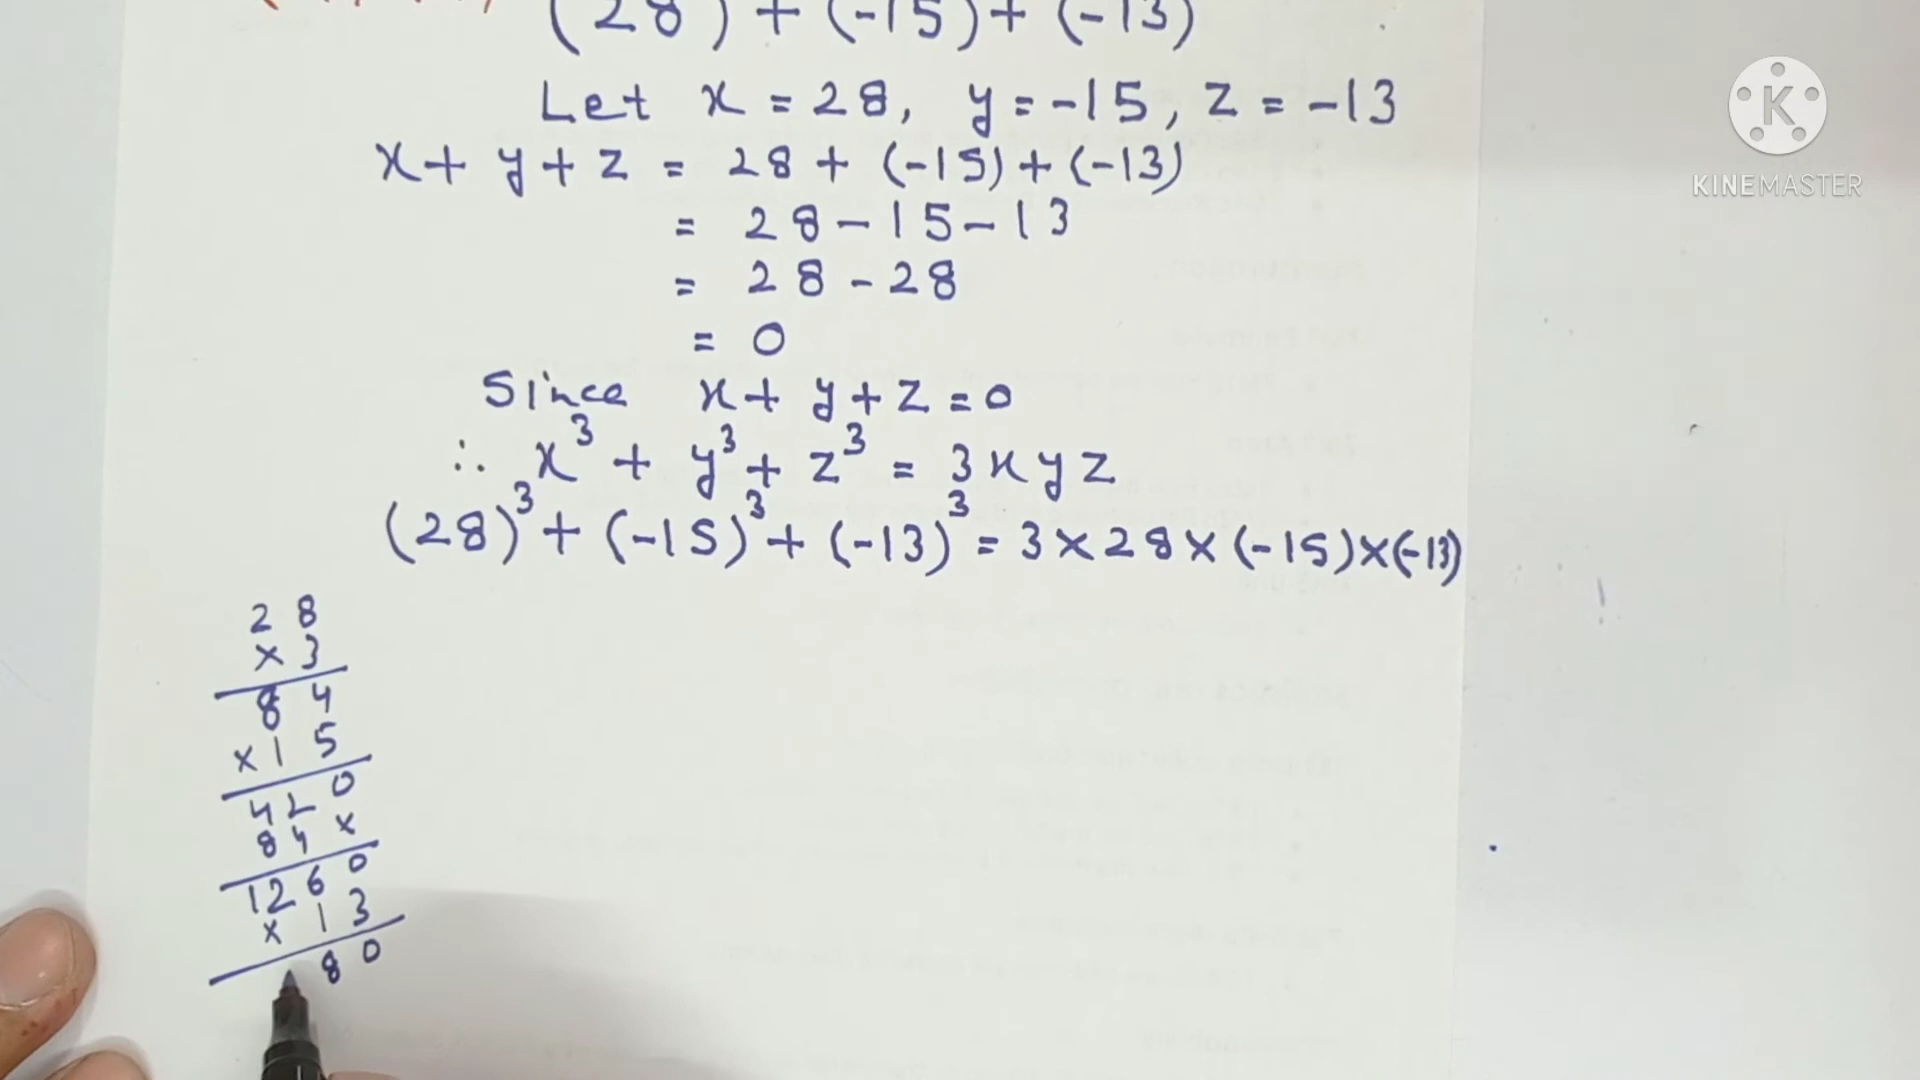 (28) + (-15) + (-13)
Let x = 28, y = -15, z = -13
x + y + z = 28 + (-15) + (-13)
= 28 - 15 - 13
= 28 - 28
= 0
Since x + y + z = 0
∴ x³ + y³ + z³ = 3xyz
(28)³ + (-15)³ + (-13)³ = 3 × 28 × (-15) × (-13)
28
× 3
84
× 15
420
84 ×
1260
× 13
80
K
KINEMASTER